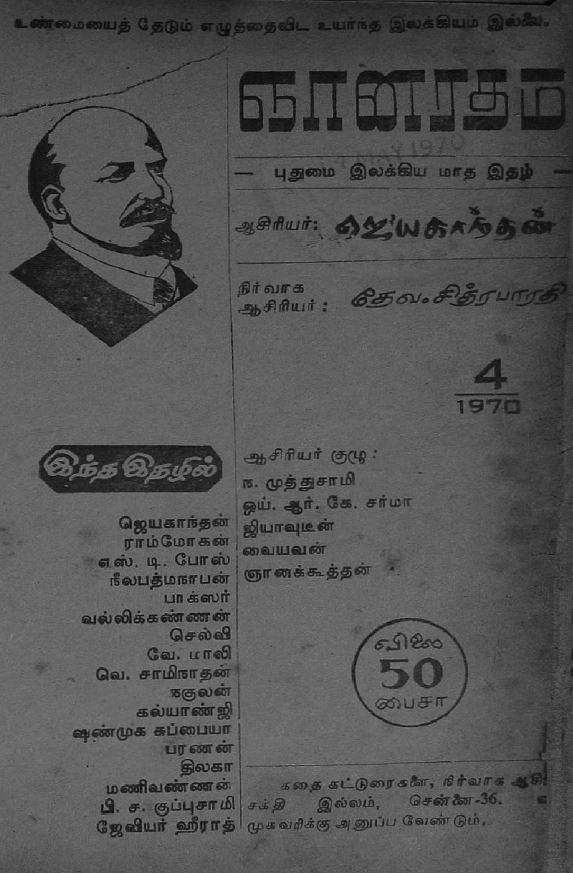 உண்மையைத் தேடும் எழுத்தைவிட உயர்ந்த இலக்கியம் இல்லை.
ஞானரதம்
MAY 1970
— புதுமை இலக்கிய மாத இதழ் —
ஆசிரியர்: ஜெயகாந்தன்
நிர்வாக
ஆசிரியர் : தேவ. சித்ரபாரதி
4
1970
இந்த இதழில்
ஜெயகாந்தன்
ராம்மோகன்
எஸ். டி. போஸ்
நீலபத்மநாபன்
பாக்ஸர்
வல்லிக்கண்ணன்
செல்வி
வே. மாலி
வெ. சாமிநாதன்
நகுலன்
கல்யாண்ஜி
ஷண்முக சுப்பையா
பரணன்
திலகா
மணிவண்ணன்
பி. ச. குப்புசாமி
ஜேவியர் ஹீராத்
ஆசிரியர் குழு :
ந. முத்துசாமி
ஒய். ஆர். கே. சர்மா
ஜியாவுடீன்
வையவன்
ஞானக்கூத்தன்
விலை
50
பைசா
கதை கட்டுரைகளை, நிர்வாக
சக்தி இல்லம், சென்னை-36.
முகவரிக்கு அனுப்ப வேண்டும்.